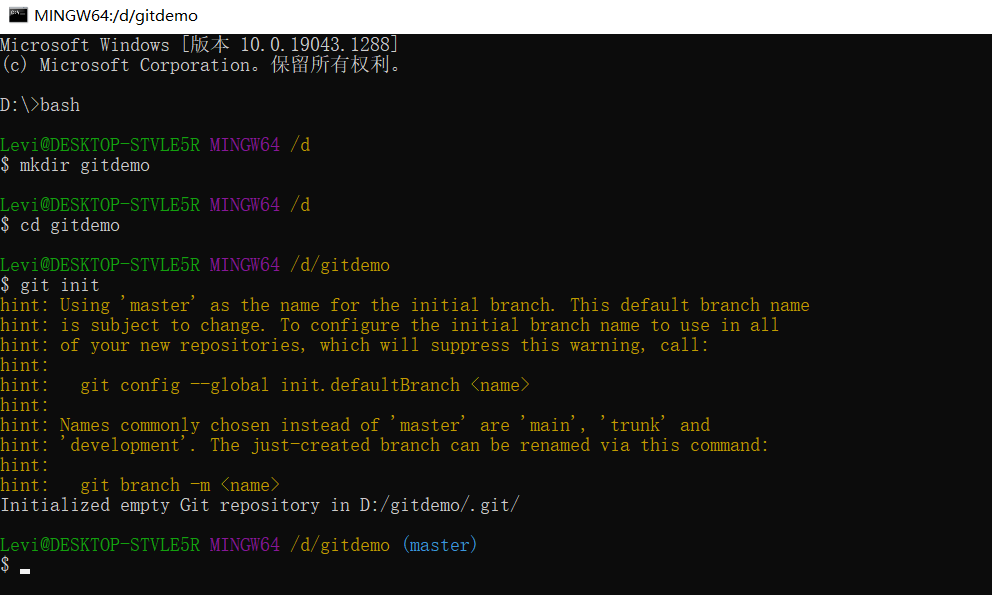 MINGW64:/d/gitdemo
Microsoft Windows [版本 10.0.19043.1288]
(c) Microsoft Corporation。保留所有权利。
D:\>bash
Levi@DESKTOP-STVLE5R MINGW64 /d
$ mkdir gitdemo
Levi@DESKTOP-STVLE5R MINGW64 /d
$ cd gitdemo
Levi@DESKTOP-STVLE5R MINGW64 /d/gitdemo
$ git init
hint: Using 'master' as the name for the initial branch. This default branch name
hint: is subject to change. To configure the initial branch name to use in all
hint: of your new repositories, which will suppress this warning, call:
hint:
hint:   git config --global init.defaultBranch <name>
hint:
hint: Names commonly chosen instead of 'master' are 'main', 'trunk' and
hint: 'development'. The just-created branch can be renamed via this command:
hint:
hint:   git branch -m <name>
Initialized empty Git repository in D:/gitdemo/.git/
Levi@DESKTOP-STVLE5R MINGW64 /d/gitdemo (master)
$